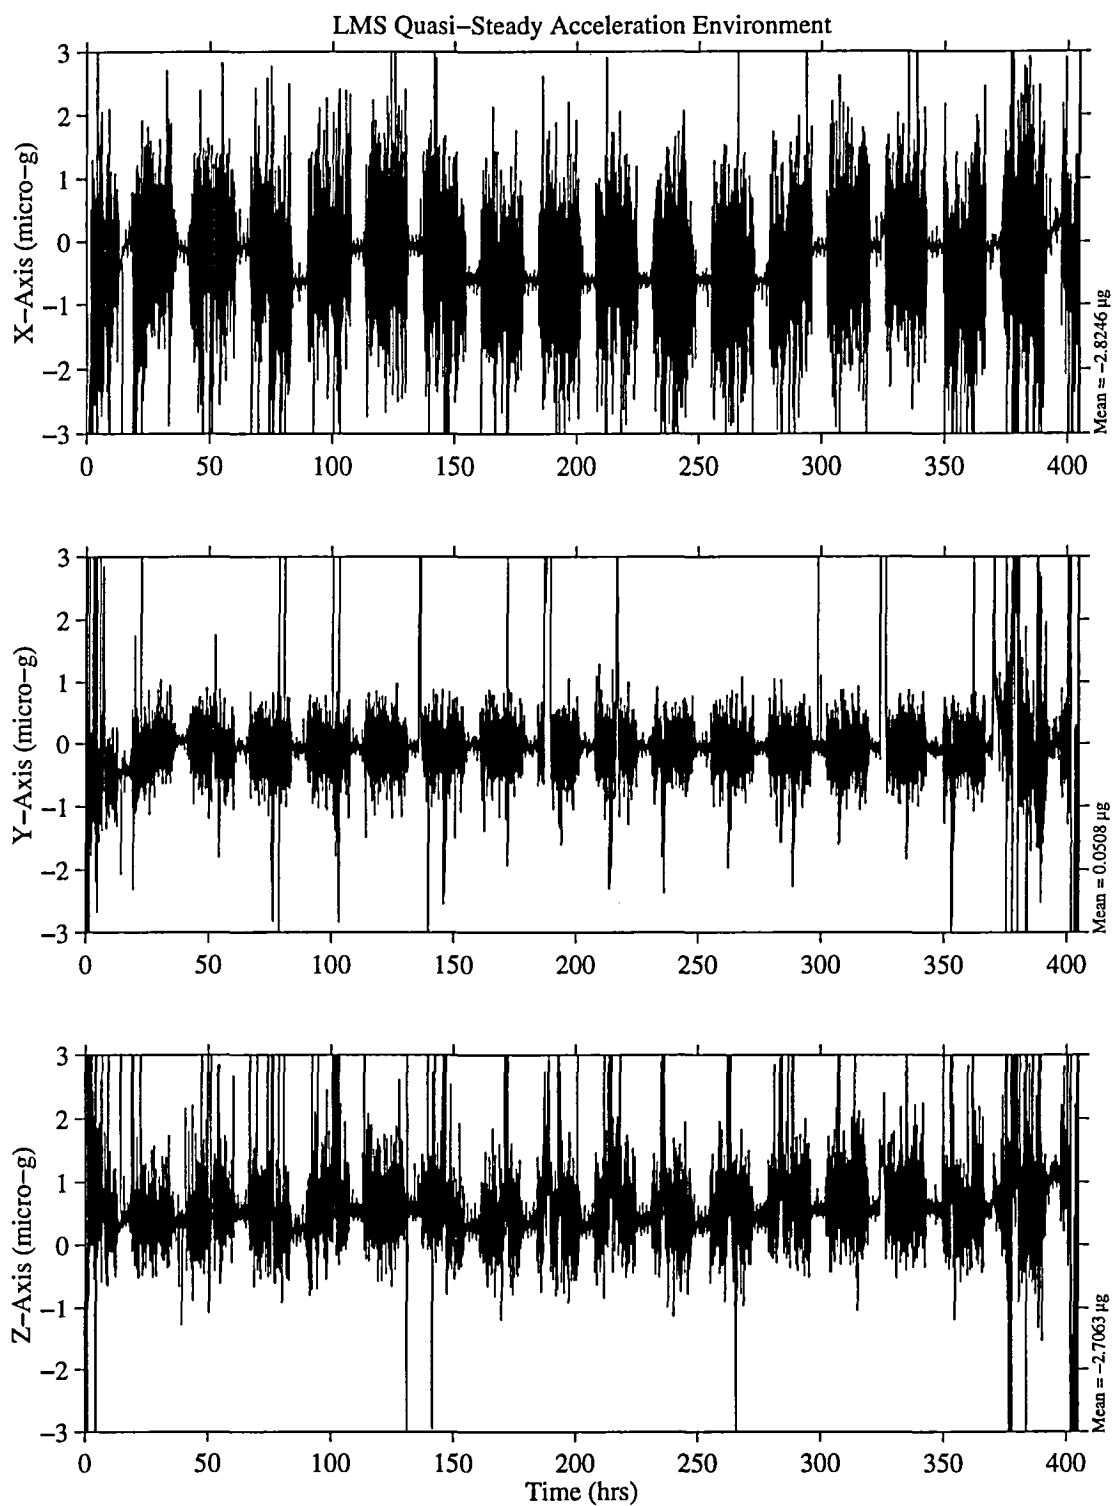 LMS Quasi–Steady Acceleration Environment
X–Axis (micro–g)
3
2
1
0
−1
−2
−3
0 50 100 150 200 250 300 350 400
Mean = −2.8246 µg
Y–Axis (micro–g)
3
2
1
0
−1
−2
−3
0 50 100 150 200 250 300 350 400
Mean = 0.0508 µg
Z–Axis (micro–g)
3
2
1
0
−1
−2
−3
0 50 100 150 200 250 300 350 400
Mean = −2.7063 µg
Time (hrs)